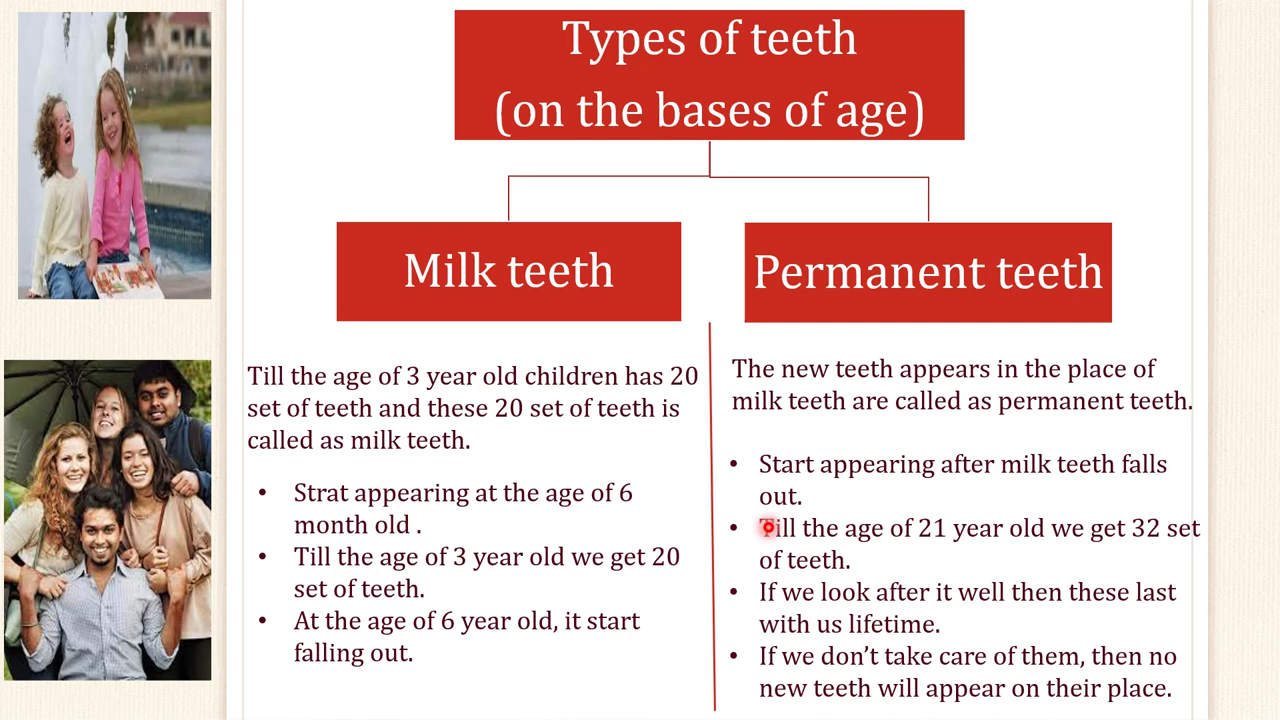 Types of teeth
(on the bases of age)
Milk teeth
Permanent teeth
Till the age of 3 year old children has 20
set of teeth and these 20 set of teeth is
called as milk teeth.
• Strat appearing at the age of 6
month old .
• Till the age of 3 year old we get 20
set of teeth.
• At the age of 6 year old, it start
falling out.
The new teeth appears in the place of
milk teeth are called as permanent teeth.
• Start appearing after milk teeth falls
out.
• Till the age of 21 year old we get 32 set
of teeth.
• If we look after it well then these last
with us lifetime.
• If we don’t take care of them, then no
new teeth will appear on their place.